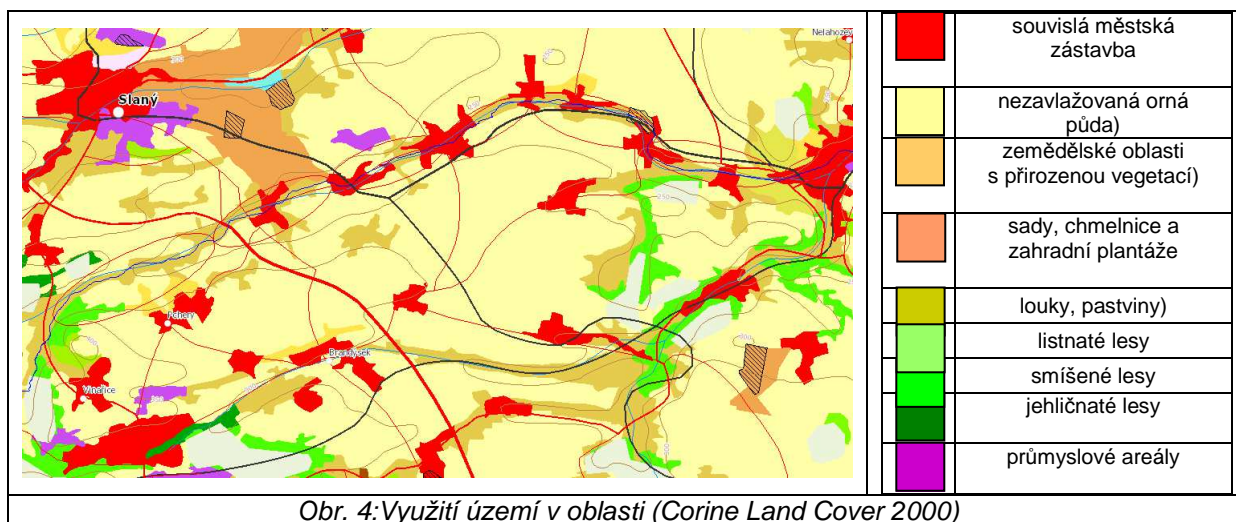 Nelahozev
Slaný
Pchery
Brandýsek
Vinařice
souvislá městská
zástavba
nezavlažovaná orná
půda)
zemědělské oblasti
s přirozenou vegetací)
sady, chmelnice a
zahradní plantáže
louky, pastviny)
listnaté lesy
smíšené lesy
jehličnaté lesy
průmyslové areály
Obr. 4:Využití území v oblasti (Corine Land Cover 2000)